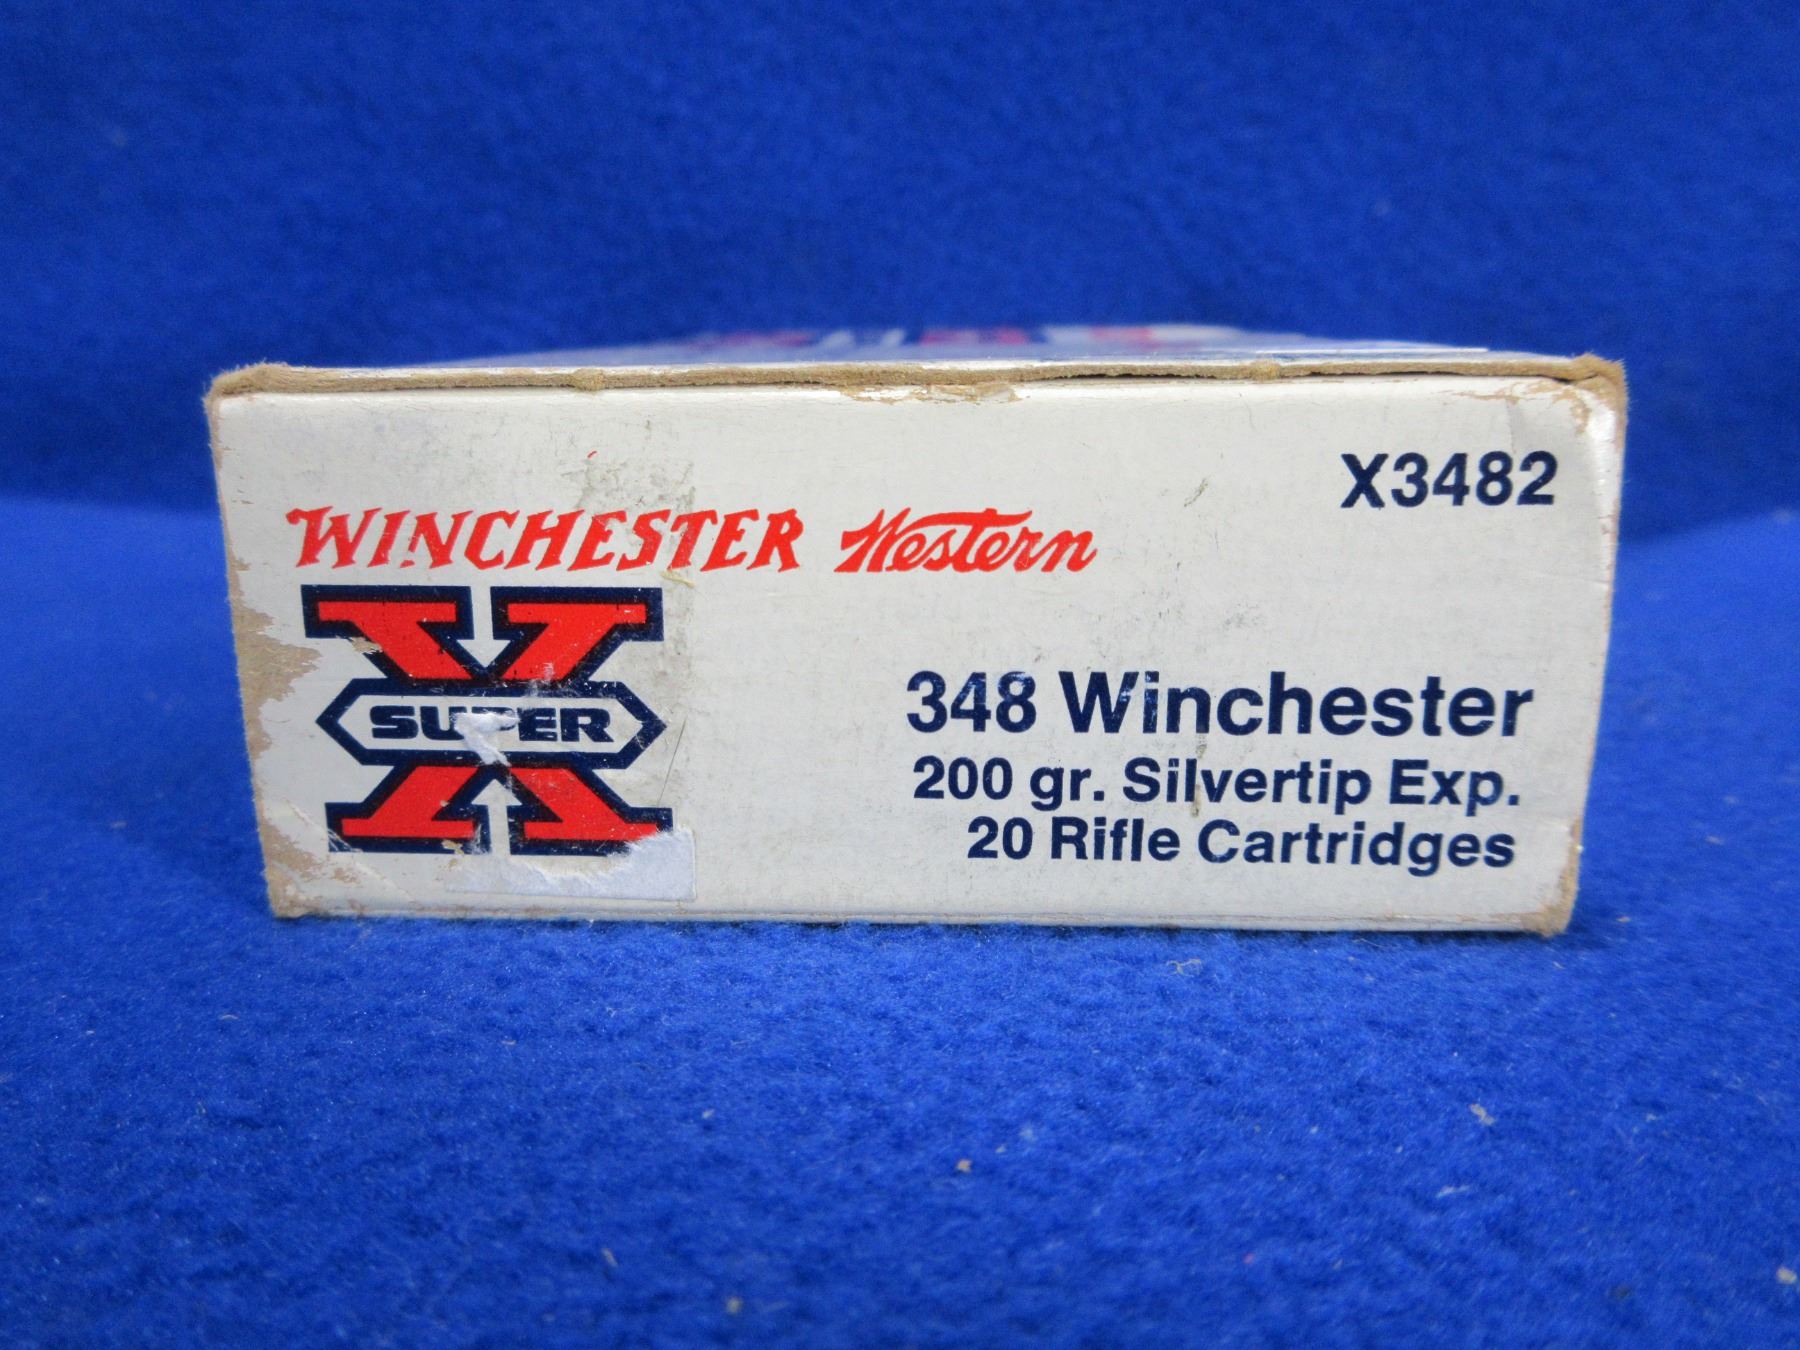 X3482
WINCHESTER Western
X
SUPER
348 Winchester
200 gr. Silvertip Exp.
20 Rifle Cartridges